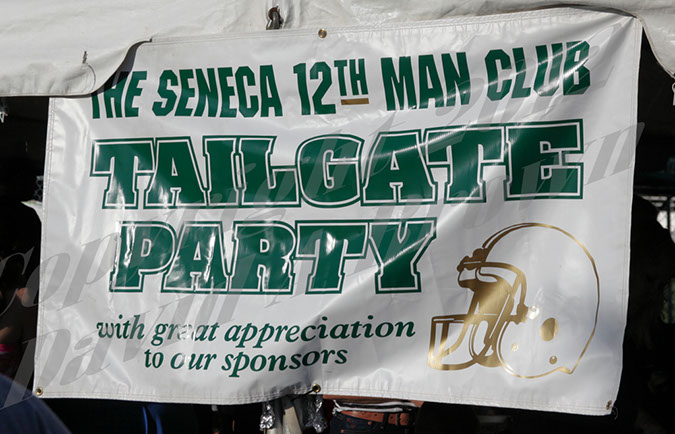 THE SENECA 12TH MAN CLUB
TAILGATE
PARTY
with great appreciation
to our sponsors